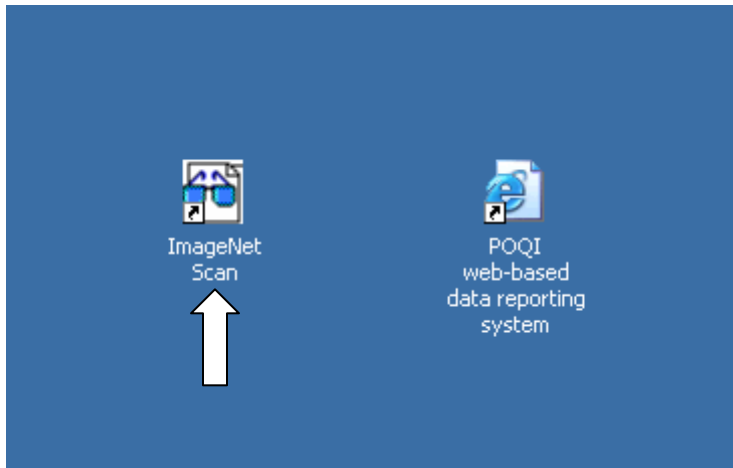 ImageNet
Scan
POQI
web-based
data reporting
system